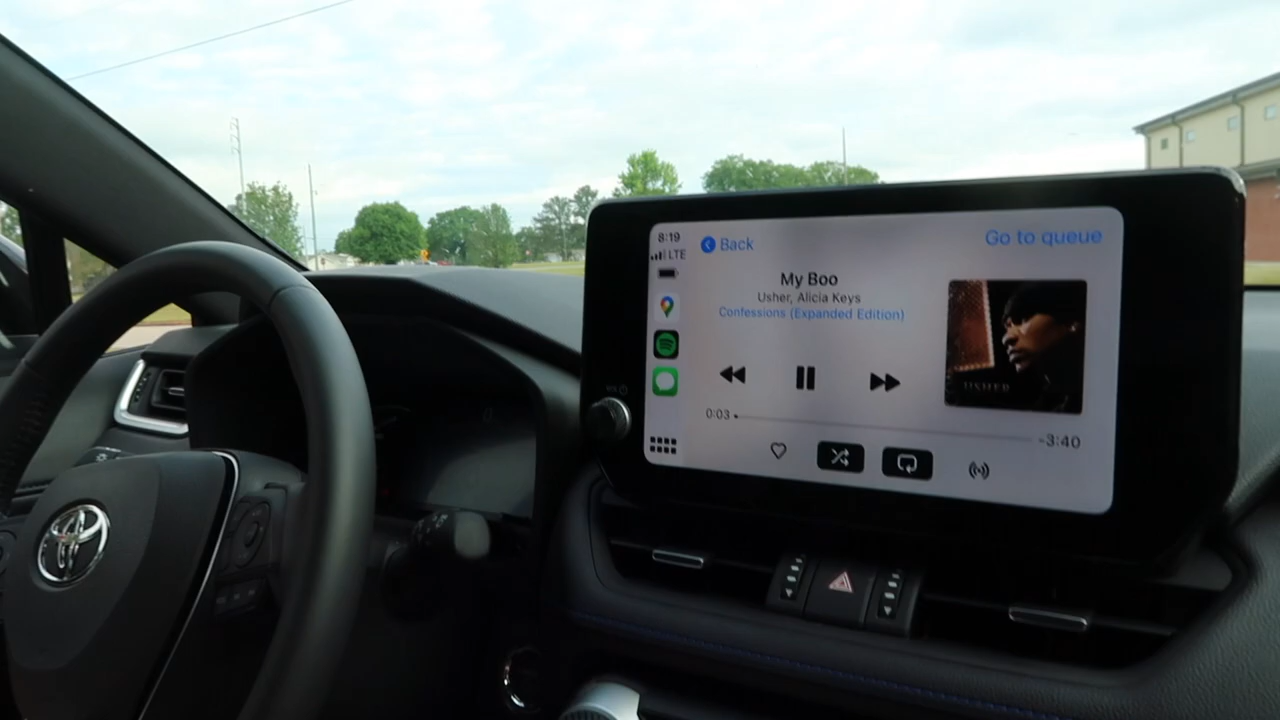 8:19
LTE
Back
Go to queue
My Boo
Usher, Alicia Keys
Confessions (Expanded Edition)
USHER
0:03
-3:40
VOL